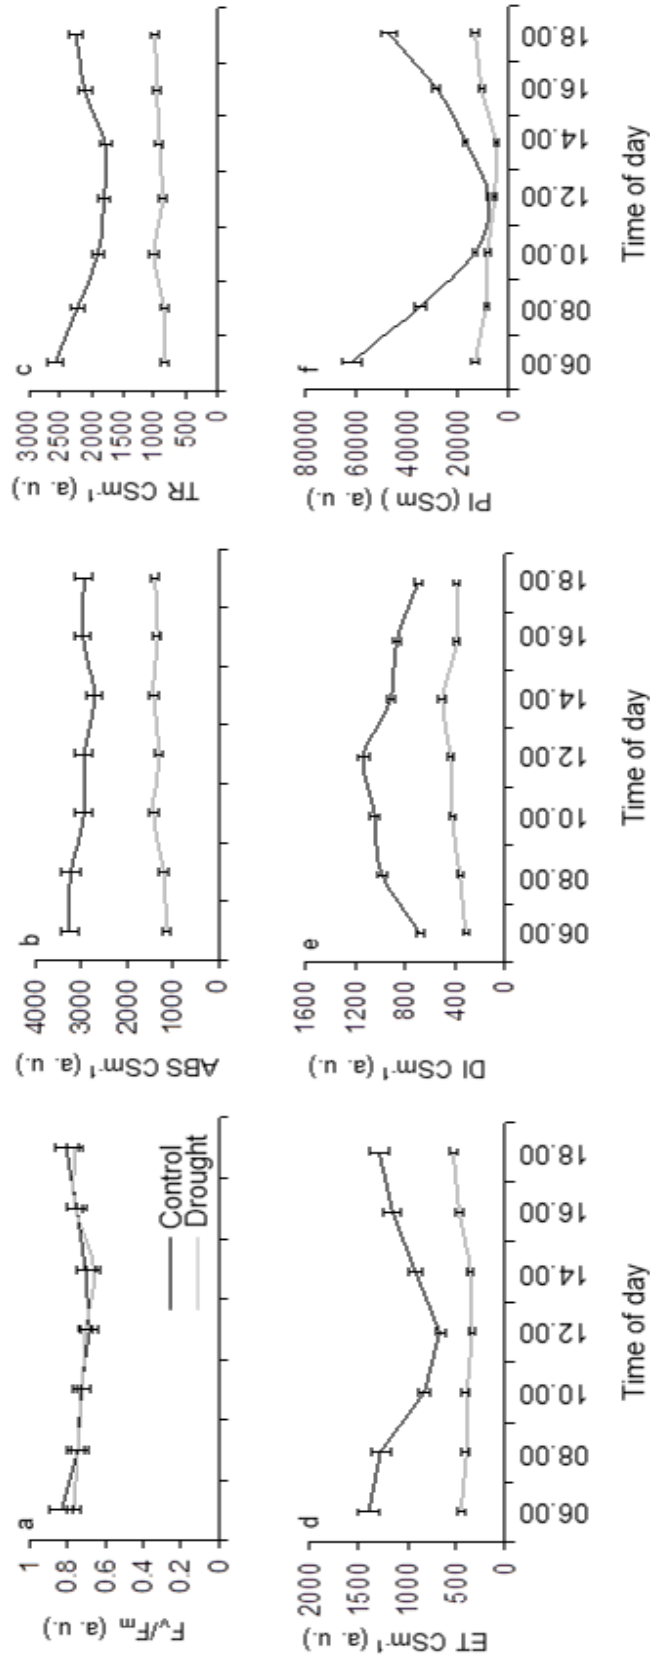 a
Fv/Fm (a. u.)
1
0.8
0.6
0.4
0.2
0
Control
Drought
b
ABS CSm-1 (a. u.)
4000
3000
2000
1000
0
c
TR CSm-1 (a. u.)
3000
2500
2000
1500
1000
500
0
d
ET CSm-1 (a. u.)
2000
1500
1000
500
0
06.00 08.00 10.00 12.00 14.00 16.00 18.00
Time of day
e
DI CSm-1 (a. u.)
1600
1200
800
400
0
06.00 08.00 10.00 12.00 14.00 16.00 18.00
Time of day
f
PI (CSm ) (a. u.)
80000
60000
40000
20000
0
06.00 08.00 10.00 12.00 14.00 16.00 18.00
Time of day